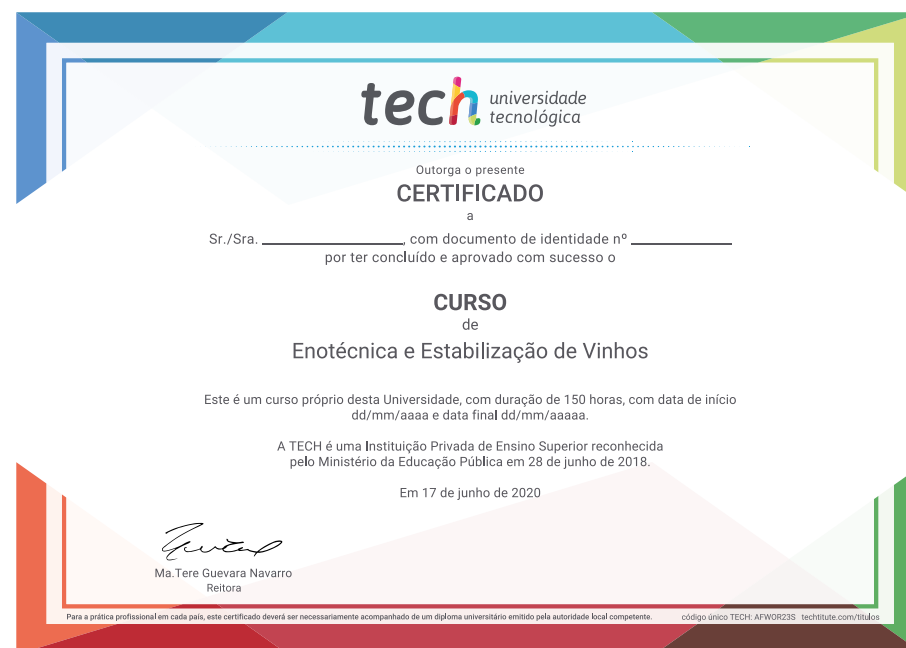 tech universidade
tecnológica
Outorga o presente
CERTIFICADO
a
Sr./Sra. ________________, com documento de identidade nº ____________
por ter concluído e aprovado com sucesso o
CURSO
de
Enotécnica e Estabilização de Vinhos
Este é um curso próprio desta Universidade, com duração de 150 horas, com data de início
dd/mm/aaaa e data final dd/mm/aaaaa.
A TECH é uma Instituição Privada de Ensino Superior reconhecida
pelo Ministério da Educação Pública em 28 de junho de 2018.
Em 17 de junho de 2020
Ma.Tere Guevara Navarro
Reitora
Para a prática profissional em cada país, este certificado deverá ser necessariamente acompanhado de um diploma universitário emitido pela autoridade local competente. código único TECH: AFWOR23S techtitute.com/títulos